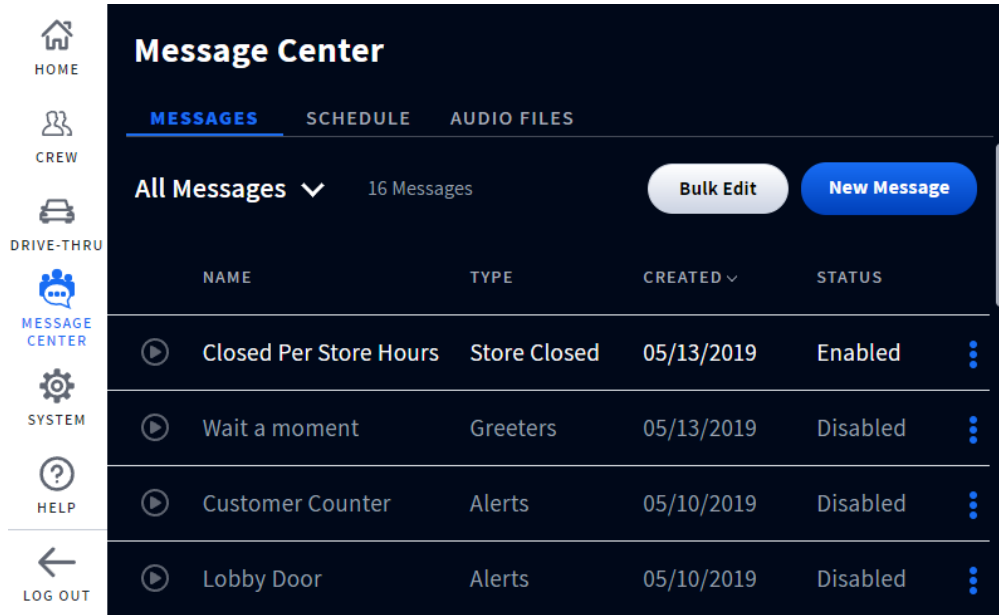 HOME
CREW
DRIVE-THRU
MESSAGE
CENTER
SYSTEM
HELP
LOG OUT
Message Center
MESSAGES SCHEDULE AUDIO FILES
All Messages 16 Messages Bulk Edit New Message
NAME TYPE CREATED STATUS
Closed Per Store Hours Store Closed 05/13/2019 Enabled
Wait a moment Greeters 05/13/2019 Disabled
Customer Counter Alerts 05/10/2019 Disabled
Lobby Door Alerts 05/10/2019 Disabled